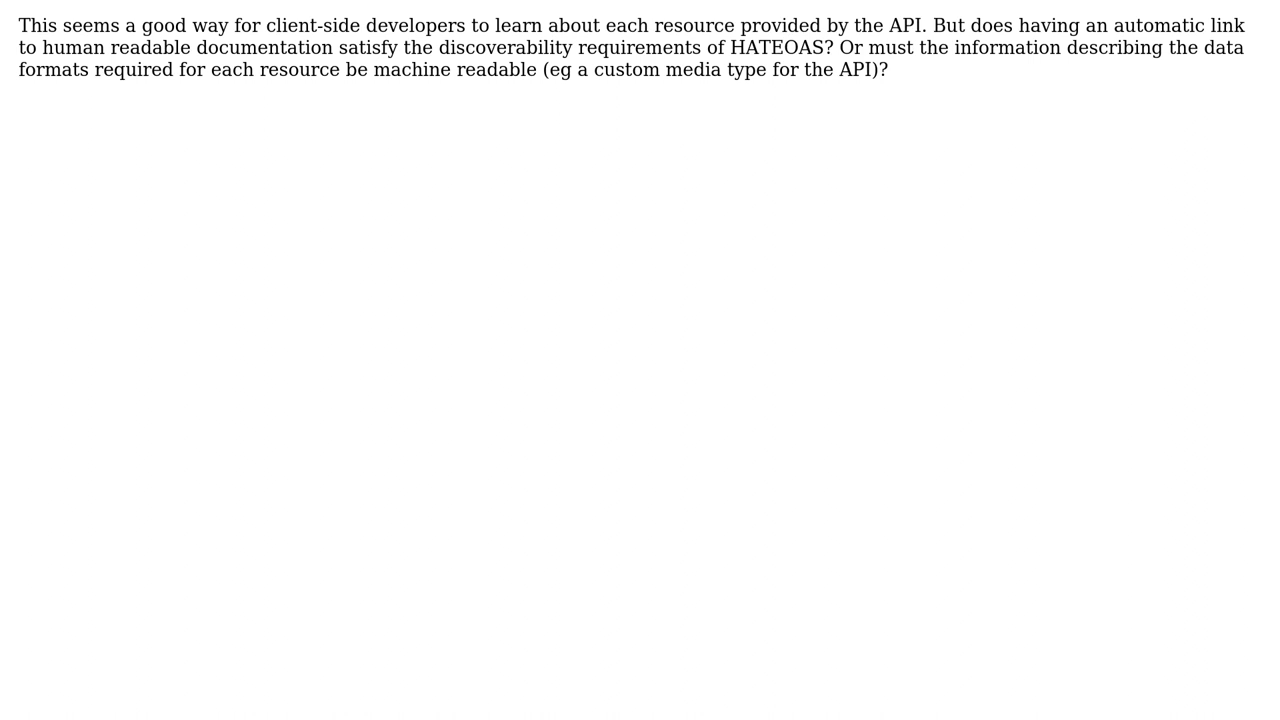 This seems a good way for client-side developers to learn about each resource provided by the API. But does having an automatic link
to human readable documentation satisfy the discoverability requirements of HATEOAS? Or must the information describing the data
formats required for each resource be machine readable (eg a custom media type for the API)?